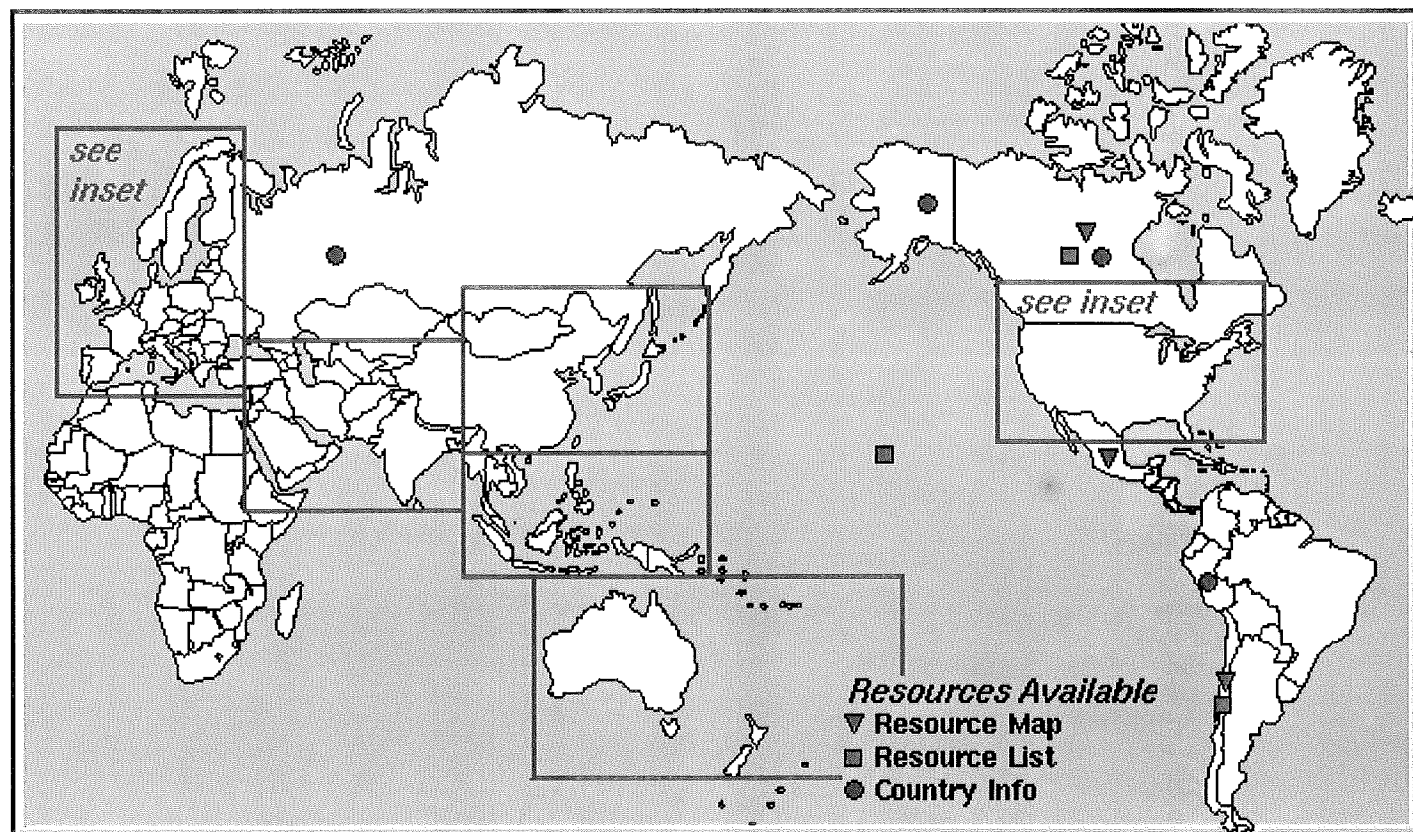 see
inset
see inset
Resources Available
Resource Map
Resource List
Country Info